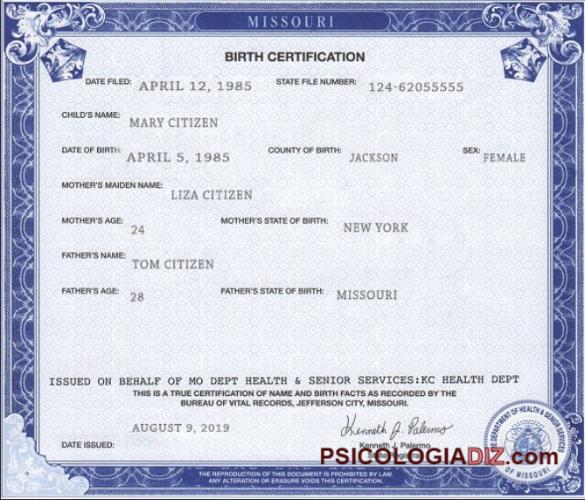 MISSOURI
BIRTH CERTIFICATION
DATE FILED: APRIL 12, 1985 STATE FILE NUMBER: 124-62055555
CHILD'S NAME: MARY CITIZEN
DATE OF BIRTH: APRIL 5, 1985 COUNTY OF BIRTH: JACKSON SEX: FEMALE
MOTHER'S MAIDEN NAME: LIZA CITIZEN
MOTHER'S AGE: 24 MOTHER'S STATE OF BIRTH: NEW YORK
FATHER'S NAME: TOM CITIZEN
FATHER'S AGE: 28 FATHER'S STATE OF BIRTH: MISSOURI
ISSUED ON BEHALF OF MO DEPT HEALTH & SENIOR SERVICES:KC HEALTH DEPT
THIS IS A TRUE CERTIFICATION OF NAME AND BIRTH FACTS AS RECORDED BY THE
BUREAU OF VITAL RECORDS, JEFFERSON CITY, MISSOURI.
AUGUST 9, 2019 Kenneth J. Palermo
DATE ISSUED: Kenneth J. Palermo
PSICOLOGIADIZ.com
THE REPRODUCTION OF THIS DOCUMENT IS PROHIBITED BY LAW.
ANY ALTERATION OR ERASURE VOIDS THIS CERTIFICATION.
DEPARTMENT OF HEALTH & SENIOR SERVICES
OF MISSOURI